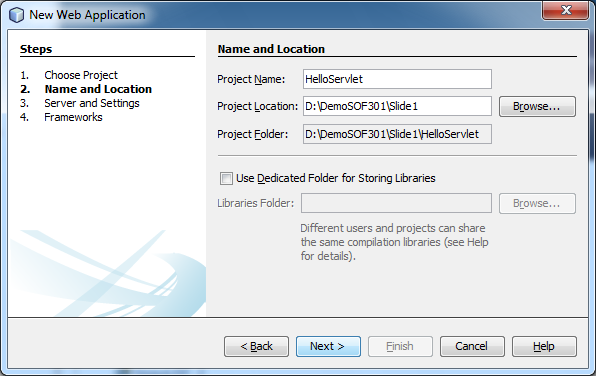 New Web Application
Steps
1. Choose Project
2. Name and Location
3. Server and Settings
4. Frameworks
Name and Location
Project Name: HelloServlet
Project Location: D:\DemoSOF301\Slide1 Browse...
Project Folder: D:\DemoSOF301\Slide1\HelloServlet
Use Dedicated Folder for Storing Libraries
Libraries Folder: Browse...
Different users and projects can share
the same compilation libraries (see Help
for details).
< Back Next > Finish Cancel Help